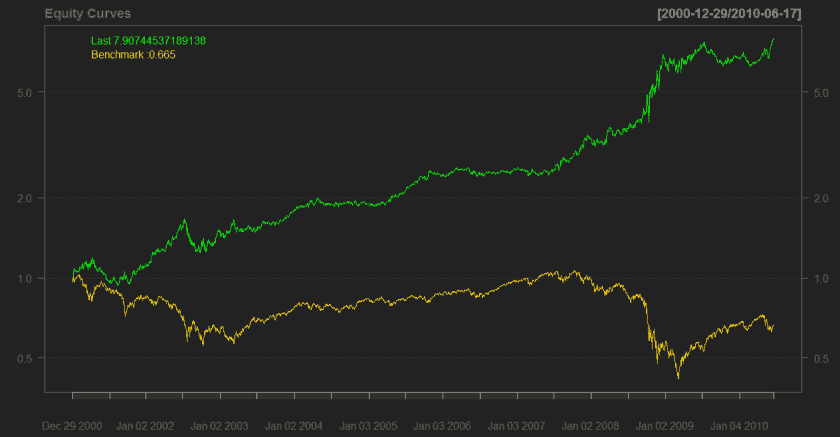 Equity Curves [2000-12-29/2010-06-17]
Last 7.90744537189138
Benchmark :0.665
5.0 5.0
2.0 2.0
1.0 1.0
0.5 0.5
Dec 29 2000 Jan 02 2002 Jan 02 2003 Jan 02 2004 Jan 03 2005 Jan 03 2006 Jan 03 2007 Jan 02 2008 Jan 02 2009 Jan 04 2010